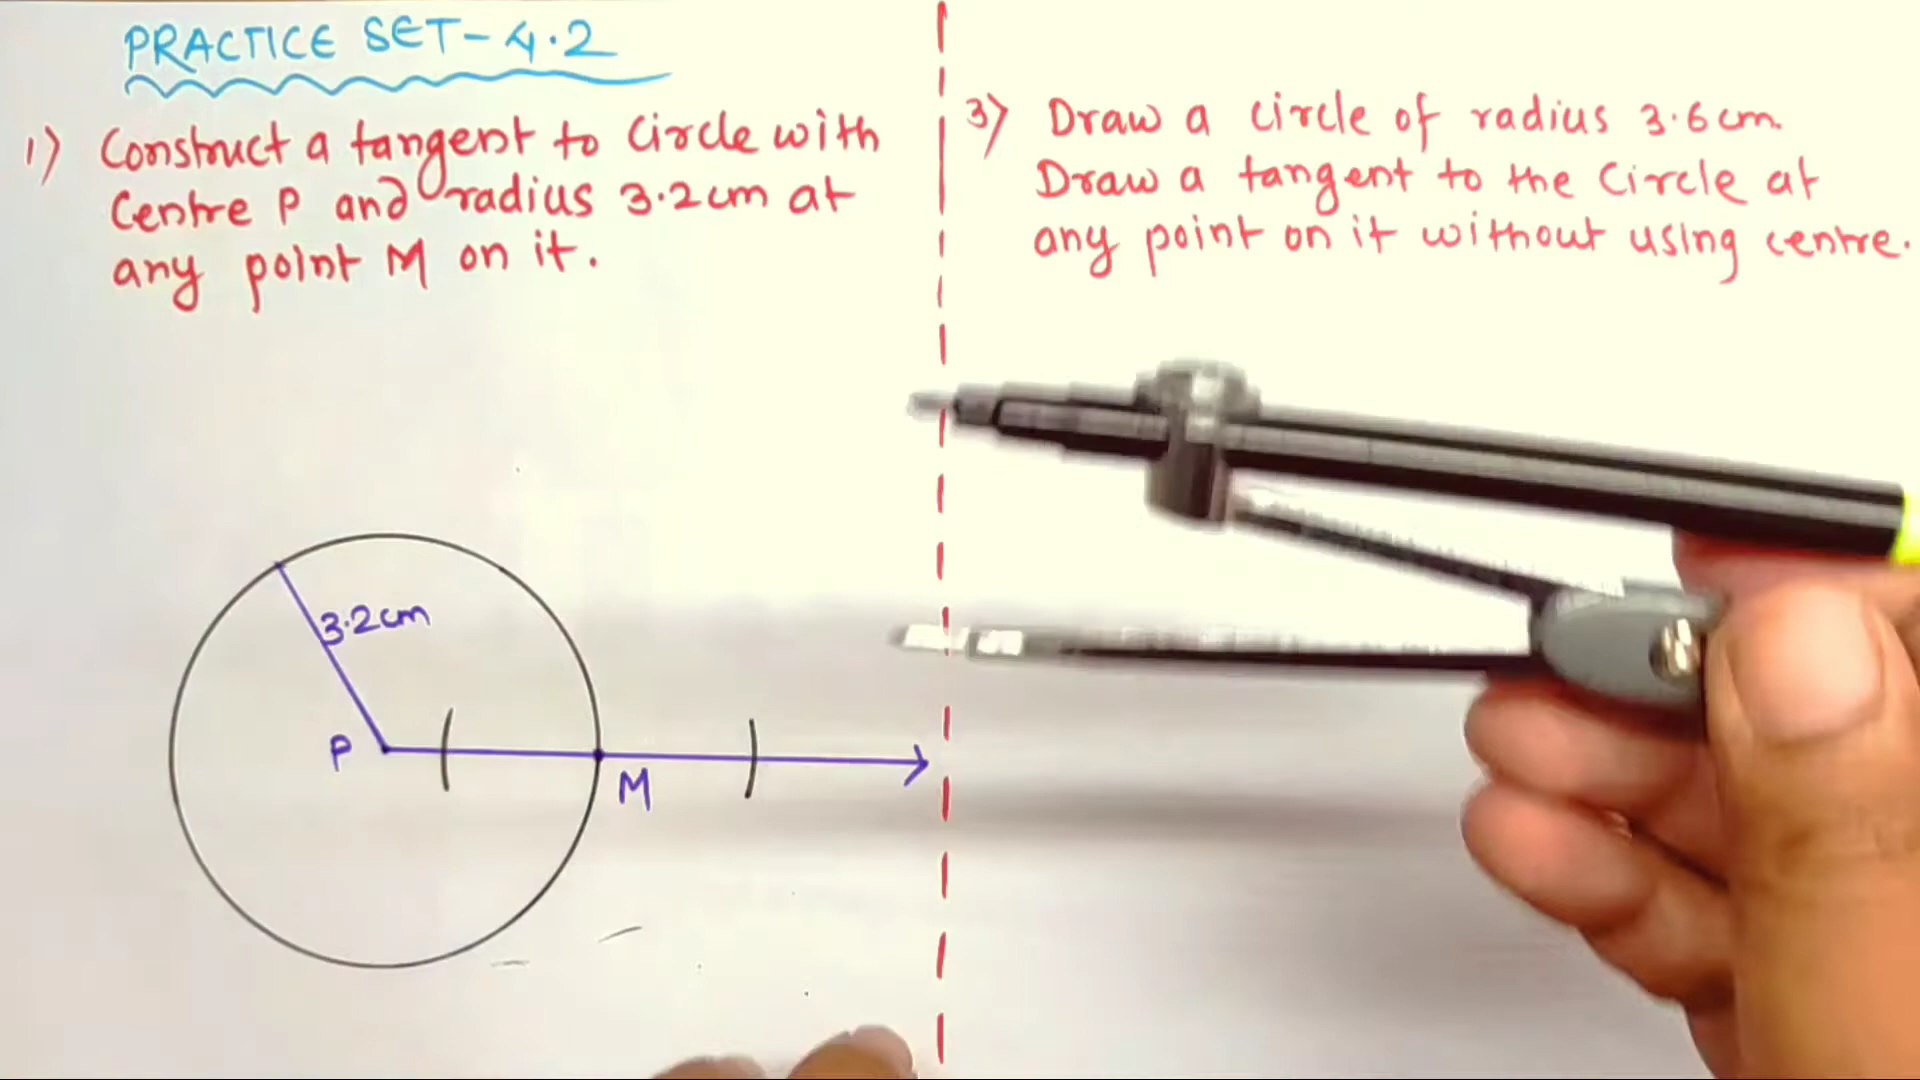 PRACTICE SET-4.2
1) Construct a tangent to Circle with
Centre P and radius 3.2cm at
any point M on it.
3.2cm
P
M
3) Draw a circle of radius 3.6cm.
Draw a tangent to the Circle at
any point on it without using centre.